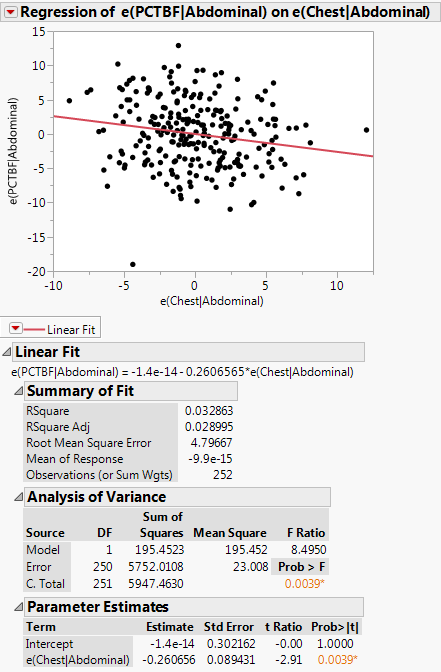 Regression of e(PCTBF|Abdominal) on e(Chest|Abdominal)
15
10
5
0
-5
-10
-15
-20
e(PCTBF|Abdominal)
-10 -5 0 5 10
e(Chest|Abdominal)
Linear Fit
Linear Fit
e(PCTBF|Abdominal) = -1.4e-14 - 0.2606565*e(Chest|Abdominal)
Summary of Fit
RSquare 0.032863
RSquare Adj 0.028995
Root Mean Square Error 4.79667
Mean of Response -9.9e-15
Observations (or Sum Wgts) 252
Analysis of Variance
Sum of
Source DF Squares Mean Square F Ratio
Model 1 195.4523 195.452 8.4950
Error 250 5752.0108 23.008 Prob > F
C. Total 251 5947.4630 0.0039*
Parameter Estimates
Term Estimate Std Error t Ratio Prob>|t|
Intercept -1.4e-14 0.302162 -0.00 1.0000
e(Chest|Abdominal) -0.260656 0.089431 -2.91 0.0039*